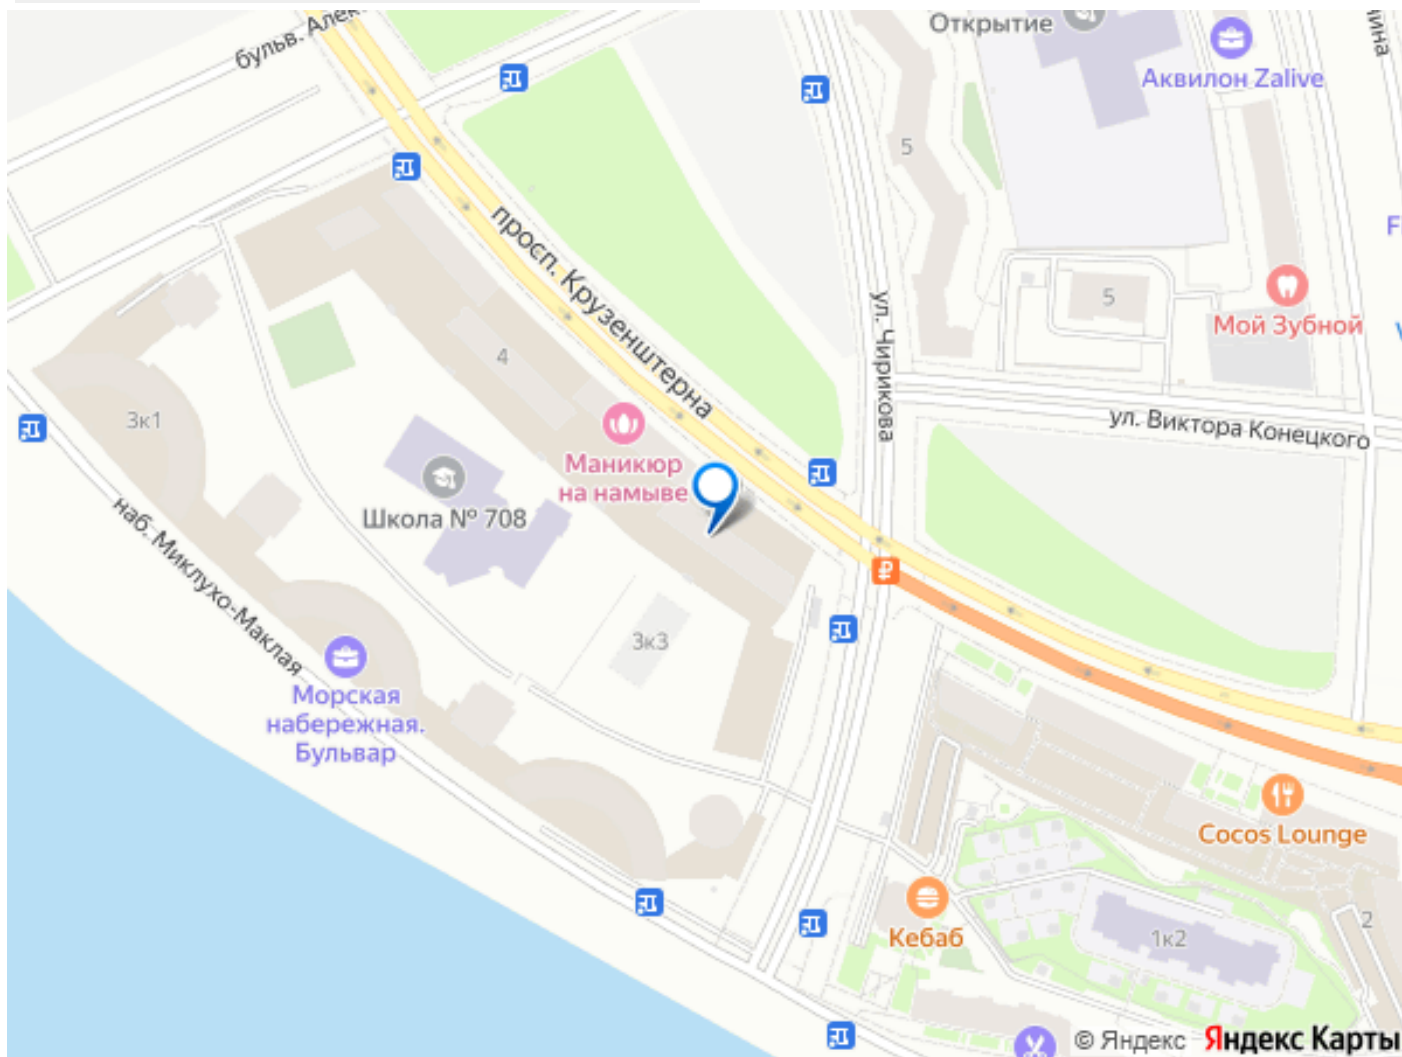 бульв. Алек
Открытие
Аквилон Zalive
чина
5
просп. Крузенштерна
5
ул. Чирикова
Мой Зубной
4
3к1
Маникюр
на намыве
ул. Виктора Конецкого
Школа № 708
наб. Миклухо-Маклая
3к3
Морская
набережная.
Бульвар
Cocos Lounge
Кебаб
1к2
2
© Яндекс Яндекс Карты